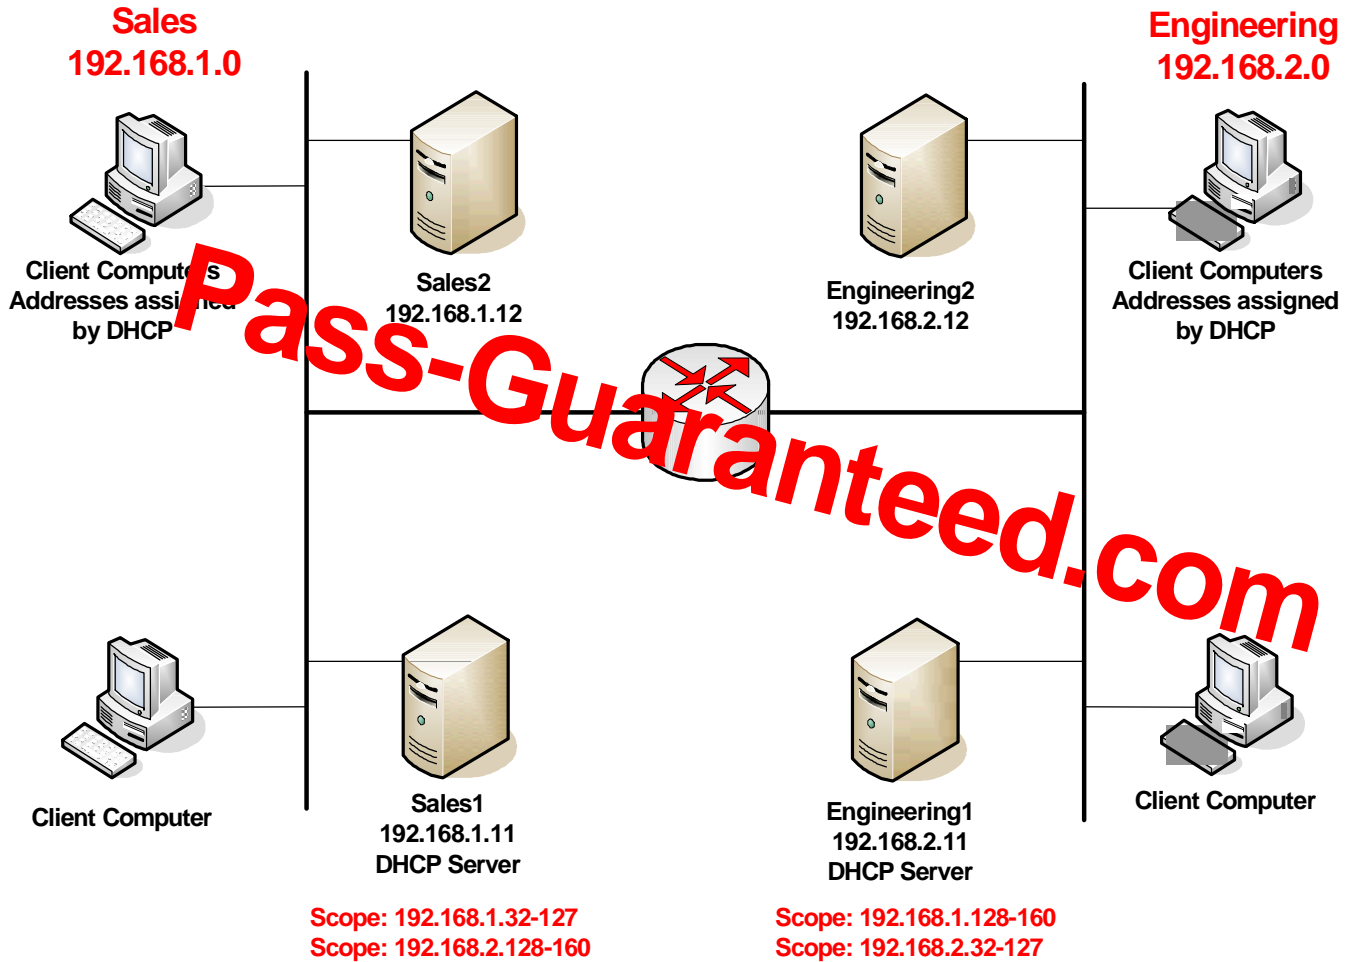 Sales
192.168.1.0
Engineering
192.168.2.0
Client Computers
Addresses assigned
by DHCP
Sales2
192.168.1.12
Engineering2
192.168.2.12
Client Computers
Addresses assigned
by DHCP
Pass-Guaranteed.com
Client Computer
Sales1
192.168.1.11
DHCP Server
Engineering1
192.168.2.11
DHCP Server
Client Computer
Scope: 192.168.1.32-127
Scope: 192.168.2.128-160
Scope: 192.168.1.128-160
Scope: 192.168.2.32-127